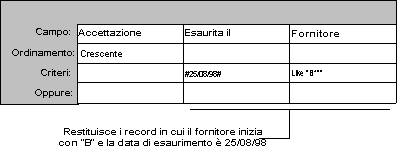 Campo: Accettazione Esaurita il Fornitore
Ordinamento: Crescente
Criteri: #25/08/98# Like "B*"
Oppure:
Restituisce i record in cui il fornitore inizia
con "B" e la data di esaurimento è 25/08/98